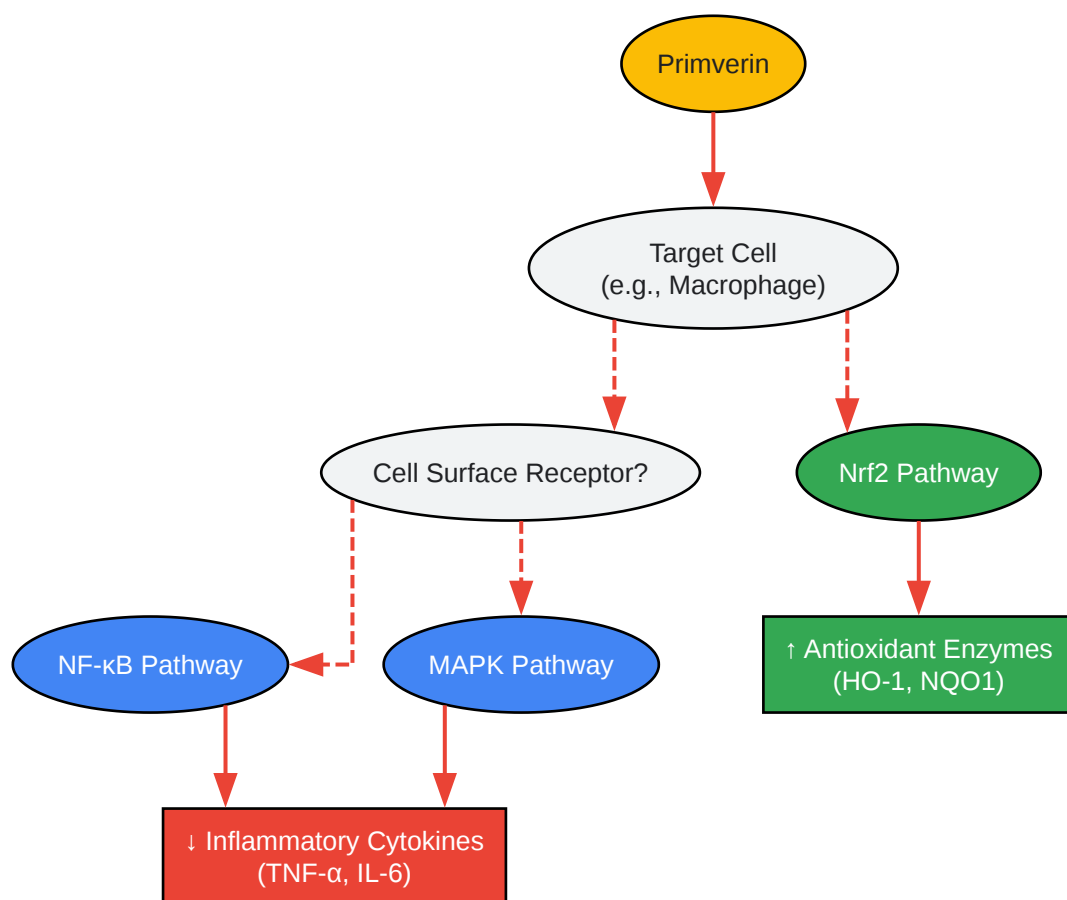 Primverin
Target Cell
(e.g., Macrophage)
Cell Surface Receptor?
Nrf2 Pathway
NF-κB Pathway
MAPK Pathway
↑ Antioxidant Enzymes
(HO-1, NQO1)
↓ Inflammatory Cytokines
(TNF-α, IL-6)